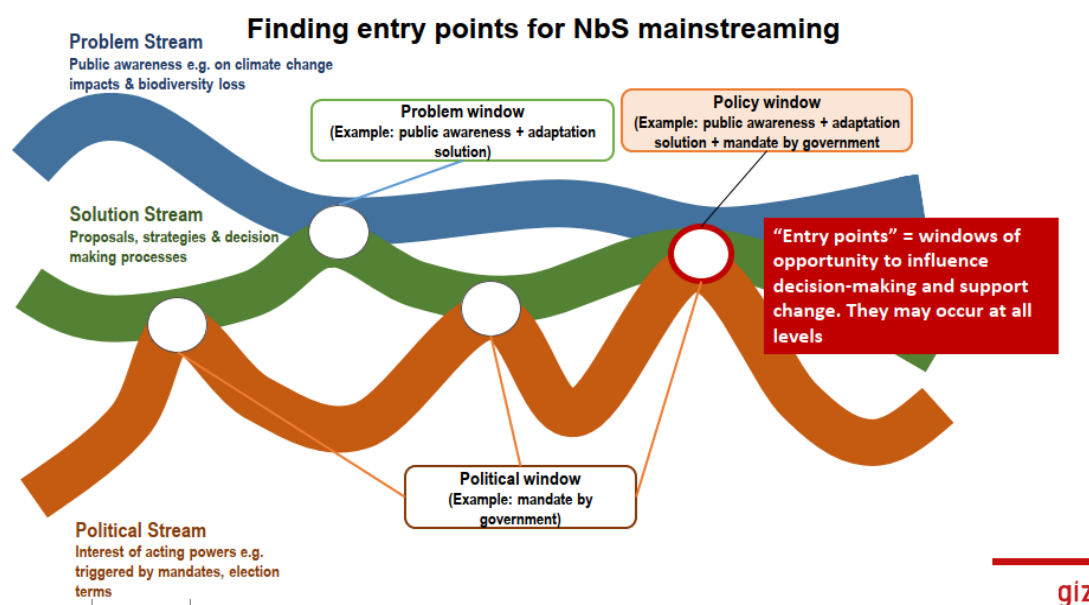 Finding entry points for NbS mainstreaming
Problem Stream
Public awareness e.g. on climate change
impacts & biodiversity loss
Problem window
(Example: public awareness + adaptation
solution)
Policy window
(Example: public awareness + adaptation
solution + mandate by government
Solution Stream
Proposals, strategies & decision
making processes
“Entry points” = windows of
opportunity to influence
decision-making and support
change. They may occur at all
levels
Political window
(Example: mandate by
government)
Political Stream
Interest of acting powers e.g.
triggered by mandates, election
terms
giz